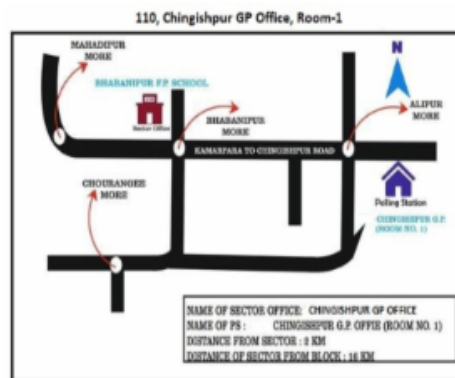 110, Chingishpur GP Office, Room-1
MAHADIPUR
MORE
BHABANIPUR F.P. SCHOOL
N
Sector Office
BHABANIPUR
MORE
ALIPUR
MORE
KAMARPARA TO CHINGISHPUR ROAD
CHOURANGEE
MORE
Polling Station
CHINGISHPUR G.P.
(ROOM NO. 1)
NAME OF SECTOR OFFICE: CHINGISHPUR GP OFFICE
NAME OF PS : CHINGISHPUR G.P. OFFIE (ROOM NO. 1)
DISTANCE FROM SECTOR : 2 KM
DISTANCE OF SECTOR FROM BLOCK : 16 KM